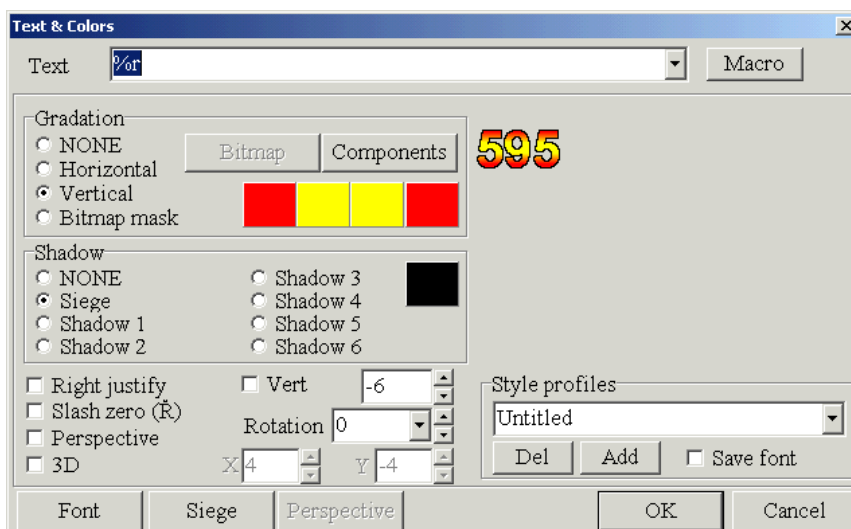 Text & Colors
Text %r Macro
Gradation
NONE
Horizontal
Vertical
Bitmap mask
Bitmap Components
595
Shadow
NONE
Siege
Shadow 1
Shadow 2
Shadow 3
Shadow 4
Shadow 5
Shadow 6
Right justify
Slash zero (Ř)
Perspective
3D
Vert -6
Rotation 0
X 4 Y -4
Style profiles
Untitled
Del Add Save font
Font Siege Perspective OK Cancel